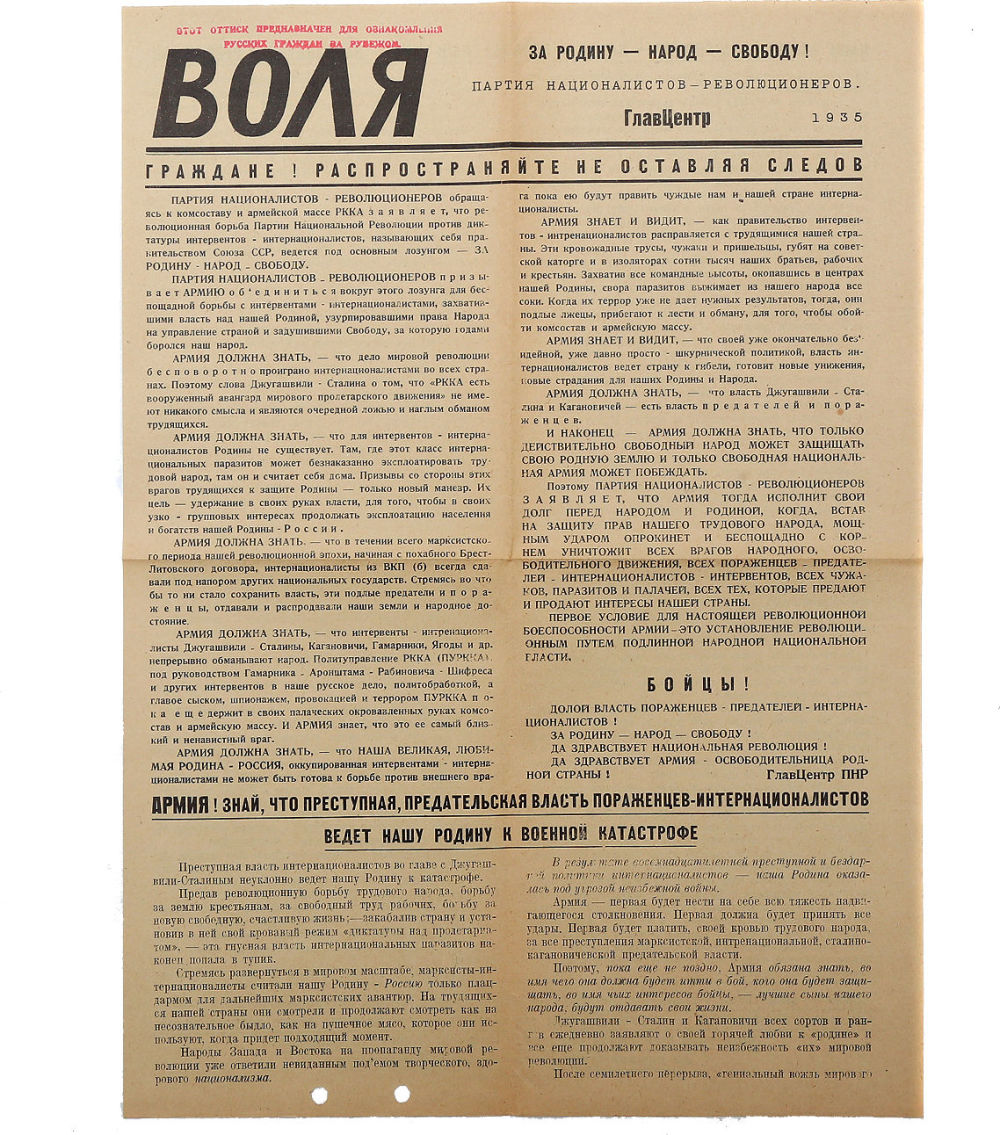 ЭТОТ ОТТИСК ПРЕДНАЗНАЧЕН ДЛЯ ОЗНАКОМЛЕНИЯ
РУССКИХ ГРАЖДАН ЗА РУБЕЖОМ.
ВОЛЯ
ЗА РОДИНУ — НАРОД — СВОБОДУ !
ПАРТИЯ НАЦИОНАЛИСТОВ – РЕВОЛЮЦИОНЕРОВ.
ГлавЦентр 1935
ГРАЖДАНЕ ! РАСПРОСТРАНЯЙТЕ НЕ ОСТАВЛЯЯ СЛЕДОВ
ПАРТИЯ НАЦИОНАЛИСТОВ - РЕВОЛЮЦИОНЕРОВ обраща-
ясь к комсоставу и армейской массе РККА з а я в л я е т, что ре-
волюционная борьба Партии Национальной Революции против дик-
татуры интервентов - интернационалистов, называющих себя пра-
вительством Союза ССР, ведется под основным лозунгом — ЗА
РОДИНУ - НАРОД - СВОБОДУ.
ПАРТИЯ НАЦИОНАЛИСТОВ - РЕВОЛЮЦИОНЕРОВ п р и з ы -
в а е т АРМИЮ о б ' е д и н и т ь с я вокруг этого лозунга для бес-
пощадной борьбы с интервентами - интернационалистами, захватив-
шими власть над нашей Родиной, узурпировавшими права Народа
на управление страной и задушившими Свободу, за которую годами
боролся наш народ.
АРМИЯ ДОЛЖНА ЗНАТЬ, — что дело мировой революции
б е с п о в о р о т н о проиграно интернационалистами во всех стра-
нах. Поэтому слова Джугашвили - Сталина о том, что «РККА есть
вооруженный авангард мирового пролетарского движения» не име-
ют никакого смысла и являются очередной ложью и наглым обманом
трудящихся.
АРМИЯ ДОЛЖНА ЗНАТЬ, — что для интервентов - интерна-
ционалистов Родины не существует. Там, где этот класс интерна-
циональных паразитов может безнаказанно эксплоатировать тру-
довой народ, там он и считает себя дома. Призывы со стороны этих
врагов трудящихся к защите Родины — только новый маневр. Их
цель — удержание в своих руках власти, для того, чтобы в своих
узко - групповых интересах продолжать эксплоатацию населения
и богатств нашей Родины - Р о с с и и .
АРМИЯ ДОЛЖНА ЗНАТЬ. — что в течении всего марксистско-
го периода нашей революционной эпохи, начиная с похабного Брест-
Литовского договора, интернационалисты из ВКП (б) всегда сда-
вали под напором других национальных государств. Стремясь во что
бы то ни стало сохранить власть, эти подлые предатели и п о р а -
ж е н ц ы, отдавали и распродавали наши земли и народное до-
стояние.
АРМИЯ ДОЛЖНА ЗНАТЬ, — что интервенты - интренациона-
листы Джугашвили - Сталины, Кагановичи, Гамарники, Ягоды и др.
непрерывно обманывают народ. Политуправление РККА (ПУРККА),
под руководством Гамарника - Аронштама - Рабиновича - Шифреса
и других интервентов в наше русское дело, политобработкой, а
главное сыском, шпионажем, провокацией и террором ПУРККА п о-
к а е щ е держит в своих палаческих окровавленных руках комсо-
став и армейскую массу. И АРМИЯ знает, что это ее самый близ-
кий и ненавистный враг.
АРМИЯ ДОЛЖНА ЗНАТЬ, — что НАША ВЕЛИКАЯ, ЛЮБИ-
МАЯ РОДИНА - РОССИЯ, оккупированная интервентами - интерна-
ционалистами не может быть готова к борьбе против внешнего вра-
га пока ею будут править чуждые нам и нашей стране интерна-
ционалисты.
АРМИЯ ЗНАЕТ И ВИДИТ, — как правительство интервен-
тов - интренационалистов расправляется с трудящимися нашей стра-
ны. Эти кровожадные трусы, чужаки и пришельцы, губят на совет-
ской каторге и в изоляторах сотни тысяч наших братьев, рабочих
и крестьян. Захватив все командные высоты, окопавшись в центрах
нашей Родины, свора паразитов выжимает из нашего народа все
соки. Когда их террор уже не дает нужных результатов, тогда, они
подлые лжецы, прибегают к лести и обману, для того, чтобы обой-
ти комсостав и армейскую массу.
АРМИЯ ЗНАЕТ И ВИДИТ, — что своей уже окончательно без'
идейной, уже давно просто - шкурнической политикой, власть ин-
тернационалистов ведет страну к гибели, готовит новые унижения,
новые страдания для наших Родины и Народа.
АРМИЯ ДОЛЖНА ЗНАТЬ, — что власть Джугашвили - Ста-
лина и Кагановичей — есть власть п р е д а т е л е й и п о р а -
ж е н ц е в.
И НАКОНЕЦ — АРМИЯ ДОЛЖНА ЗНАТЬ, ЧТО ТОЛЬКО
ДЕЙСТВИТЕЛЬНО СВОБОДНЫЙ НАРОД МОЖЕТ ЗАЩИЩАТЬ
СВОЮ РОДНУЮ ЗЕМЛЮ И ТОЛЬКО СВОБОДНАЯ НАЦИОНАЛЬ-
НАЯ АРМИЯ МОЖЕТ ПОБЕЖДАТЬ.
Поэтому ПАРТИЯ НАЦИОНАЛИСТОВ - РЕВОЛЮЦИОНЕРОВ
З А Я В Л Я Е Т, ЧТО АРМИЯ ТОГДА ИСПОЛНИТ СВОЙ
ДОЛГ ПЕРЕД НАРОДОМ И РОДИНОЙ, КОГДА, ВСТАВ
НА ЗАЩИТУ ПРАВ НАШЕГО ТРУДОВОГО НАРОДА, МОЩ-
НЫМ УДАРОМ ОПРОКИНЕТ И БЕСПОЩАДНО С КОР-
НЕМ УНИЧТОЖИТ ВСЕХ ВРАГОВ НАРОДНОГО, ОСВО-
БОДИТЕЛЬНОГО ДВИЖЕНИЯ, ВСЕХ ПОРАЖЕНЦЕВ - ПРЕДАТЕ-
ЛЕЙ - ИНТЕРНАЦИОНАЛИСТОВ - ИНТЕРВЕНТОВ, ВСЕХ ЧУЖА-
КОВ, ПАРАЗИТОВ И ПАЛАЧЕЙ, ВСЕХ ТЕХ, КОТОРЫЕ ПРЕДАЮТ
И ПРОДАЮТ ИНТЕРЕСЫ НАШЕЙ СТРАНЫ.
ПЕРВОЕ УСЛОВИЕ ДЛЯ НАСТОЯЩЕЙ РЕВОЛЮЦИОННОЙ
БОЕСПОСОБНОСТИ АРМИИ–ЭТО УСТАНОВЛЕНИЕ РЕВОЛЮЦИ-
ОННЫМ ПУТЕМ ПОДЛИННОЙ НАРОДНОЙ НАЦИОНАЛЬНОЙ
ВЛАСТИ.
Б О Й Ц Ы !
ДОЛОЙ ВЛАСТЬ ПОРАЖЕНЦЕВ - ПРЕДАТЕЛЕЙ - ИНТЕРНА-
ЦИОНАЛИСТОВ !
ЗА РОДИНУ — НАРОД — СВОБОДУ !
ДА ЗДРАВСТВУЕТ НАЦИОНАЛЬНАЯ РЕВОЛЮЦИЯ !
ДА ЗДРАВСТВУЕТ АРМИЯ - ОСВОБОДИТЕЛЬНИЦА РОД-
НОЙ СТРАНЫ ! ГлавЦентр ПНР
АРМИЯ ! ЗНАЙ, ЧТО ПРЕСТУПНАЯ, ПРЕДАТЕЛЬСКАЯ ВЛАСТЬ ПОРАЖЕНЦЕВ-ИНТЕРНАЦИОНАЛИСТОВ
ВЕДЕТ НАШУ РОДИНУ К ВОЕННОЙ КАТАСТРОФЕ
Преступная власть интернационалистов во главе с Джугаш-
вили-Сталиным неуклонно ведет нашу Родину к катастрофе.
Предав революционную борьбу трудового народа, борьбу
за землю крестьянам, за свободный труд рабочих, борьбу за
новую свободную, счастливую жизнь;—закабалив страну и устано-
вив в ней свой кровавый режим «диктатуры над пролетариа-
том», — эта гнусная власть интернациональных паразитов на-
конец попала в тупик.
Стремясь развернуться в мировом масштабе, марксисты-ин-
тернационалисты считали нашу Родину - Россию только плац-
дармом для дальнейших марксистских авантюр. На трудящих-
ся нашей страны они смотрели и продолжают смотреть как на
несознательное быдло, как на пушечное мясо, которое они ис-
пользуют, когда придет подходящий момент.
Народы Запада и Востока на пропаганду мировой ре-
волюции уже ответили невиданным под'емом творческого, здо-
рового национализма.
В результате восемнадцатилетней преступной и бездар-
ной политики интернационалистов — наша Родина оказа-
лась под угрозой неизбежной войны.
Армия — первая будет нести на себе всю тяжесть надви-
гающегося столкновения. Первая должна будет принять все
удары. Первая будет платить, своей кровью трудового народа,
за все преступления марксистской, интренациональной, сталино-
кагановичевской предательской власти.
Поэтому, пока еще не поздно, Армия обязана знать, во
имя чего она должна будет итти в бой, кого она будет защи-
щать, во имя чьих интересов бойцы, — лучшие сыны нашего
народа, будут отдавать свои жизни.
Джугашвили - Сталин и Кагановичи всех сортов и ран-
гов ежедневно заявляют о своей горячей любви к «родине» и
все еще продолжают доказывать неизбежность «их» мировой
революции.
После семилетнего перерыва, «гениальный вождь мирового